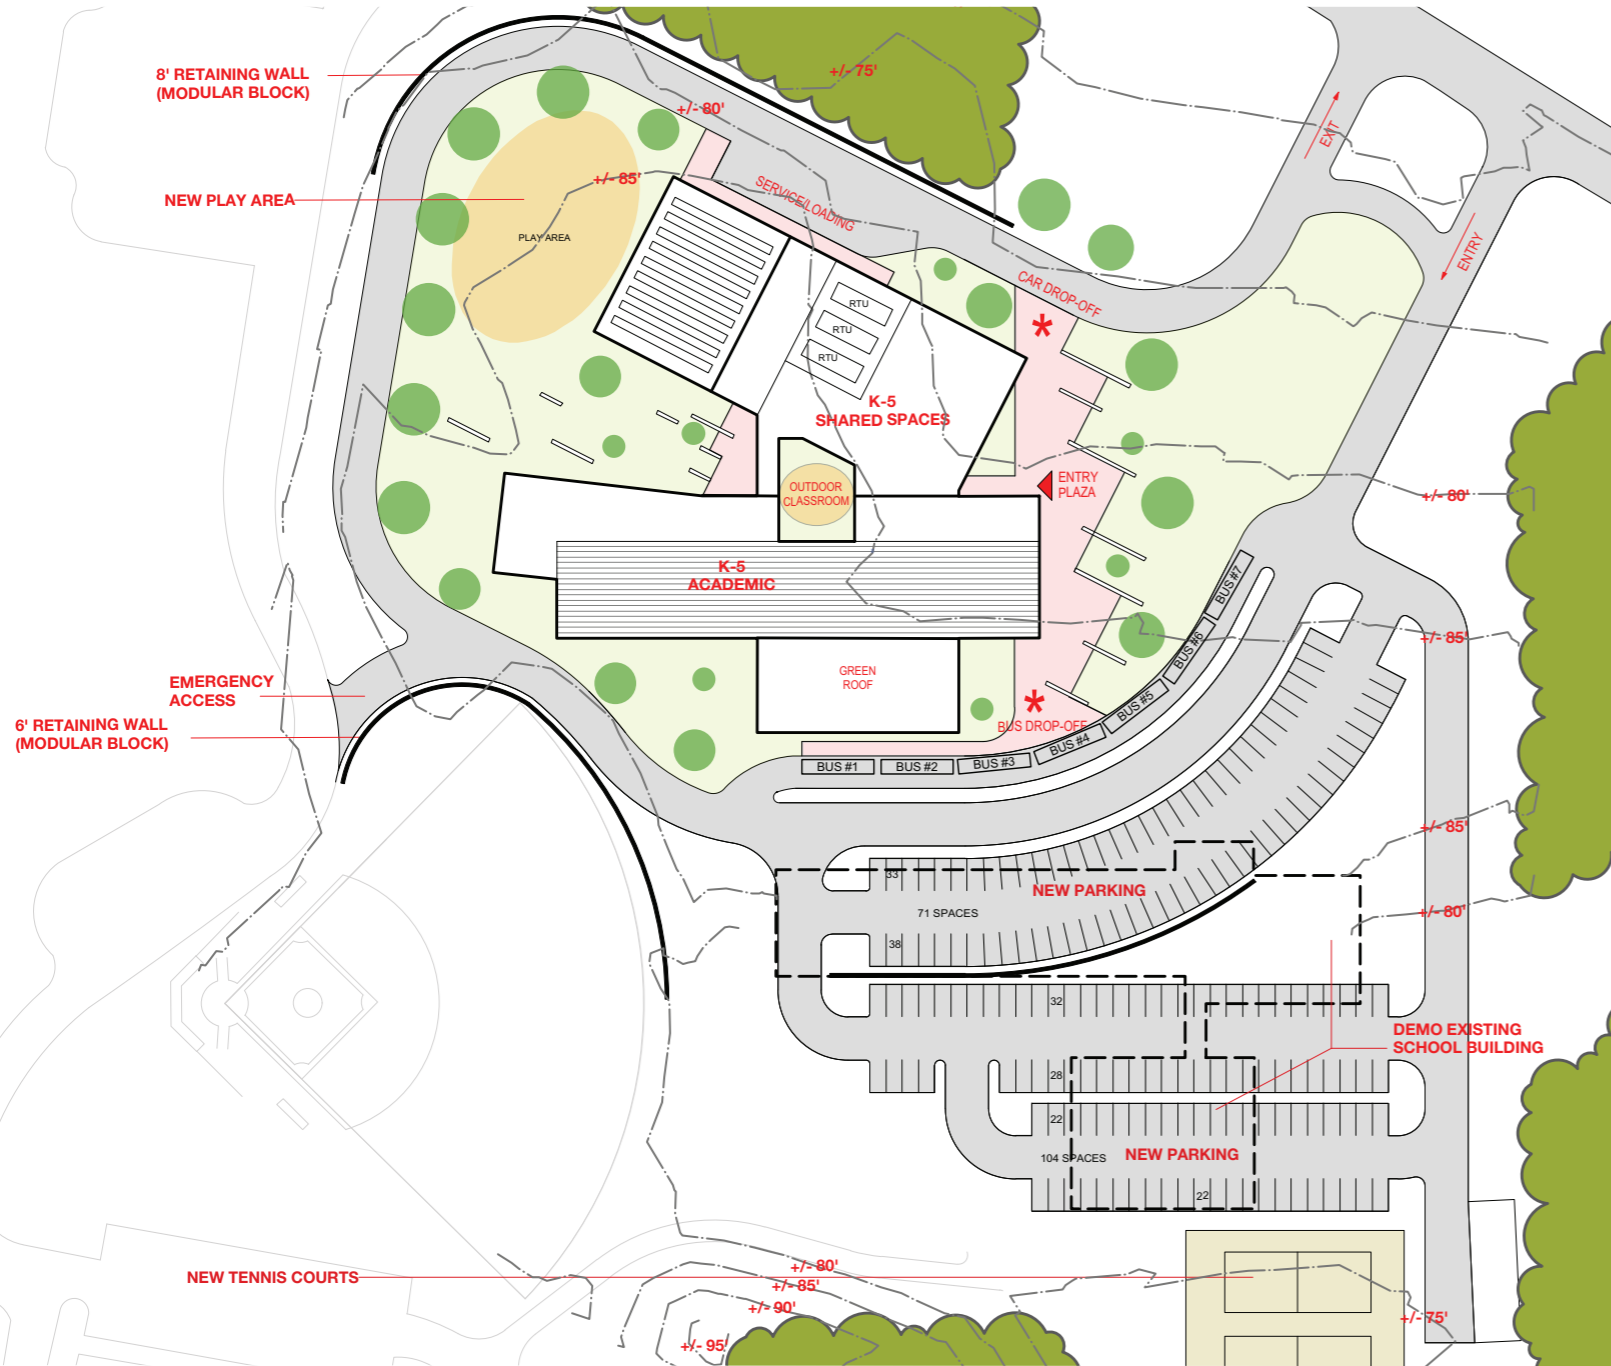 +/- 75'
8' RETAINING WALL
(MODULAR BLOCK)
+/- 80'
EXIT
+/- 85'
NEW PLAY AREA
SERVICE/LOADING
PLAY AREA
ENTRY
CAR DROP-OFF
*
RTU
RTU
RTU
K-5
SHARED SPACES
ENTRY
PLAZA
OUTDOOR
CLASSROOM
+/- 80'
K-5
ACADEMIC
BUS #7
BUS #6
+/- 85'
GREEN
ROOF
EMERGENCY
ACCESS
*
BUS DROP-OFF
BUS #5
BUS #4
6' RETAINING WALL
(MODULAR BLOCK)
BUS #1
BUS #2
BUS #3
+/- 85'
33
NEW PARKING
71 SPACES
+/- 80'
38
32
DEMO EXISTING
SCHOOL BUILDING
28
22
104 SPACES
NEW PARKING
22
+/- 80'
NEW TENNIS COURTS
+/- 85'
+/- 90'
+/- 75'
+/- 95'